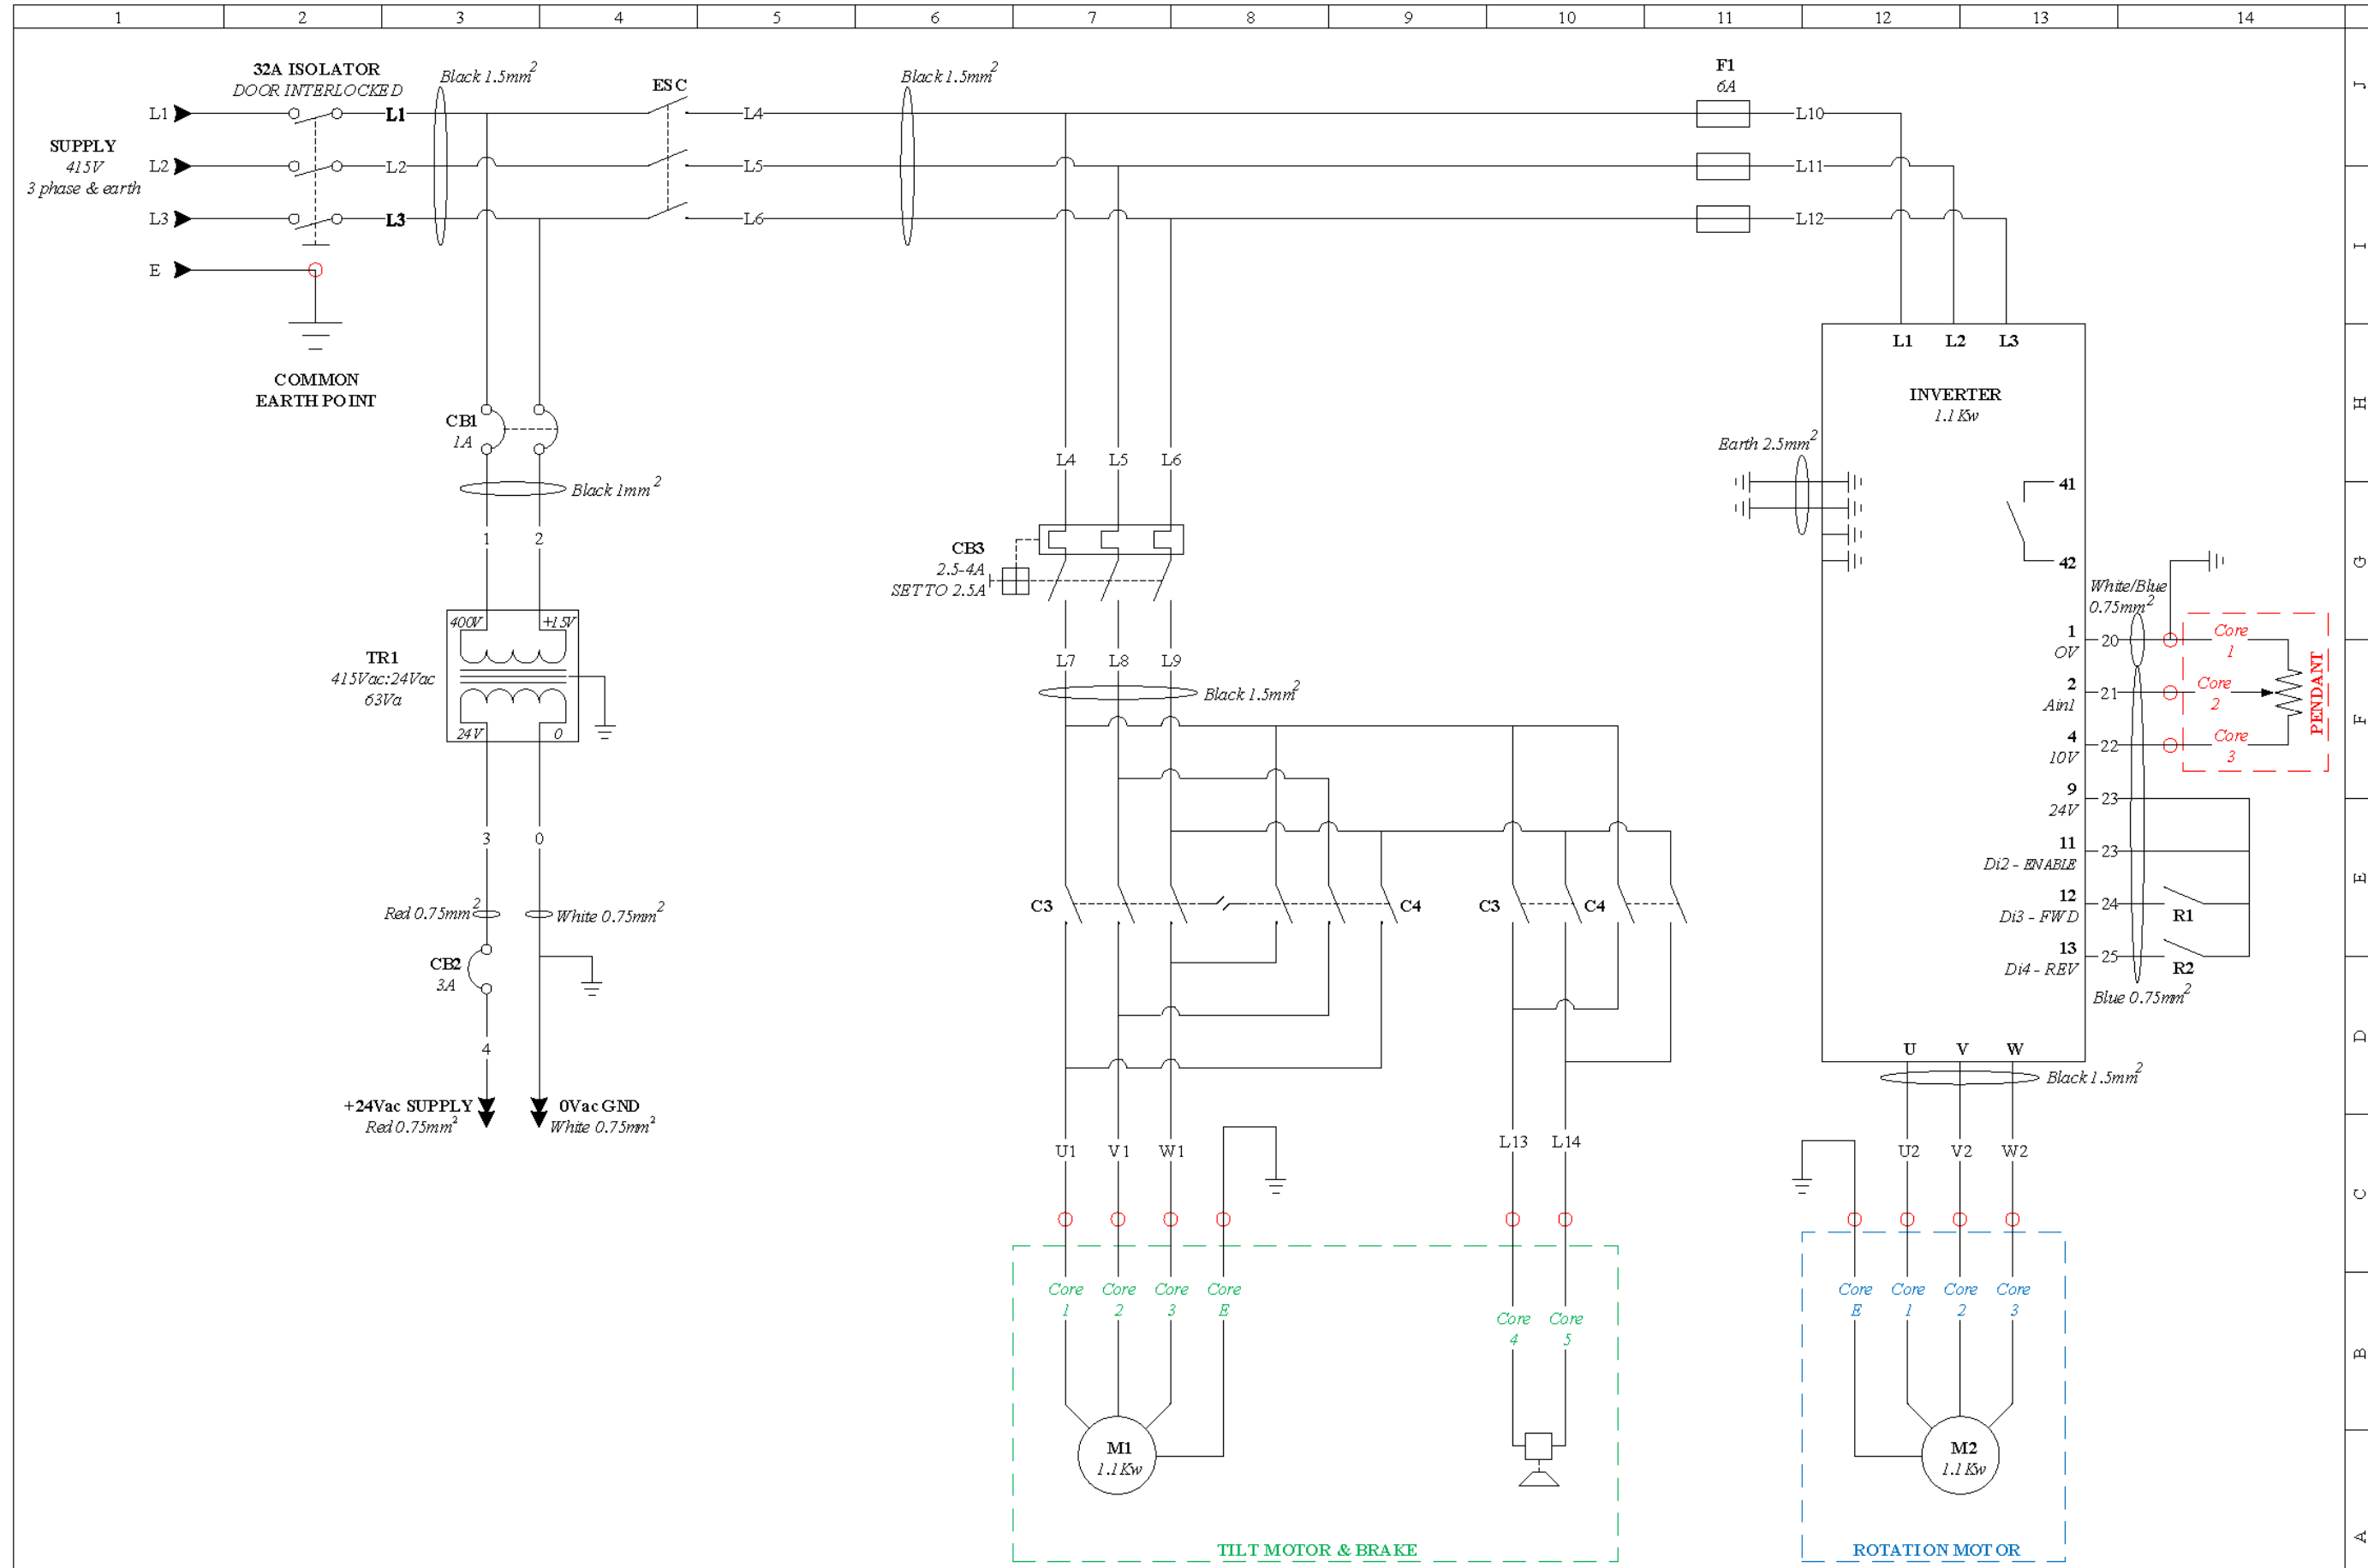 1 2 3 4 5 6 7 8 9 10 11 12 13 14
J
I
H
G
F
E
D
C
B
A
32A ISOLATOR
DOOR INTERLOCKED
Black 1.5mm²
ESC
Black 1.5mm²
F1
6A
L1
L1
L4
L10
SUPPLY
415V
3 phase & earth
L2
L2
L5
L11
L3
L3
L6
L12
E
COMMON
EARTH POINT
CB1
1A
Black 1mm²
1
2
400V
+15V
TR1
415Vac:24Vac
63Va
24V
0
3
0
Red 0.75mm²
White 0.75mm²
CB2
3A
4
+24Vac SUPPLY
Red 0.75mm²
0Vac GND
White 0.75mm²
L4 L5 L6
CB3
2.5-4A
SET TO 2.5A
L7 L8 L9
Black 1.5mm²
C3
C4
C3
C4
U1 V1 W1
L13 L14
Core
1
Core
2
Core
3
Core
E
Core
4
Core
5
M1
1.1Kw
TILT MOTOR & BRAKE
L1 L2 L3
INVERTER
1.1Kw
Earth 2.5mm²
41
42
White/Blue
0.75mm²
1
OV
20
Core
1
2
Ain1
21
Core
2
4
10V
22
Core
3
PENDANT
9
24V
23
11
Di2 - ENABLE
23
12
Di3 - FWD
24
R1
13
Di4 - REV
25
R2
Blue 0.75mm²
U V W
Black 1.5mm²
U2 V2 W2
Core
E
Core
1
Core
2
Core
3
M2
1.1Kw
ROTATION MOTOR